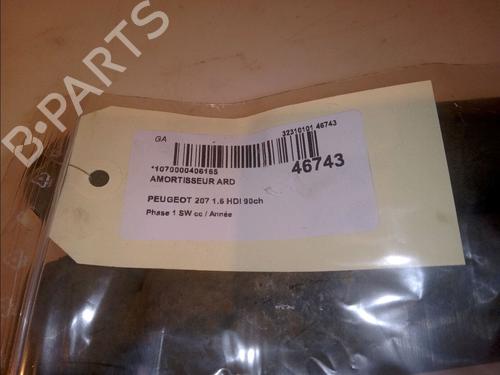 B-PARTS
GA
32310101 46743
46743
*1070000406165
AMORTISSEUR ARD
PEUGEOT 207 1.6 HDI 90ch
Phase 1 SW cc / Année